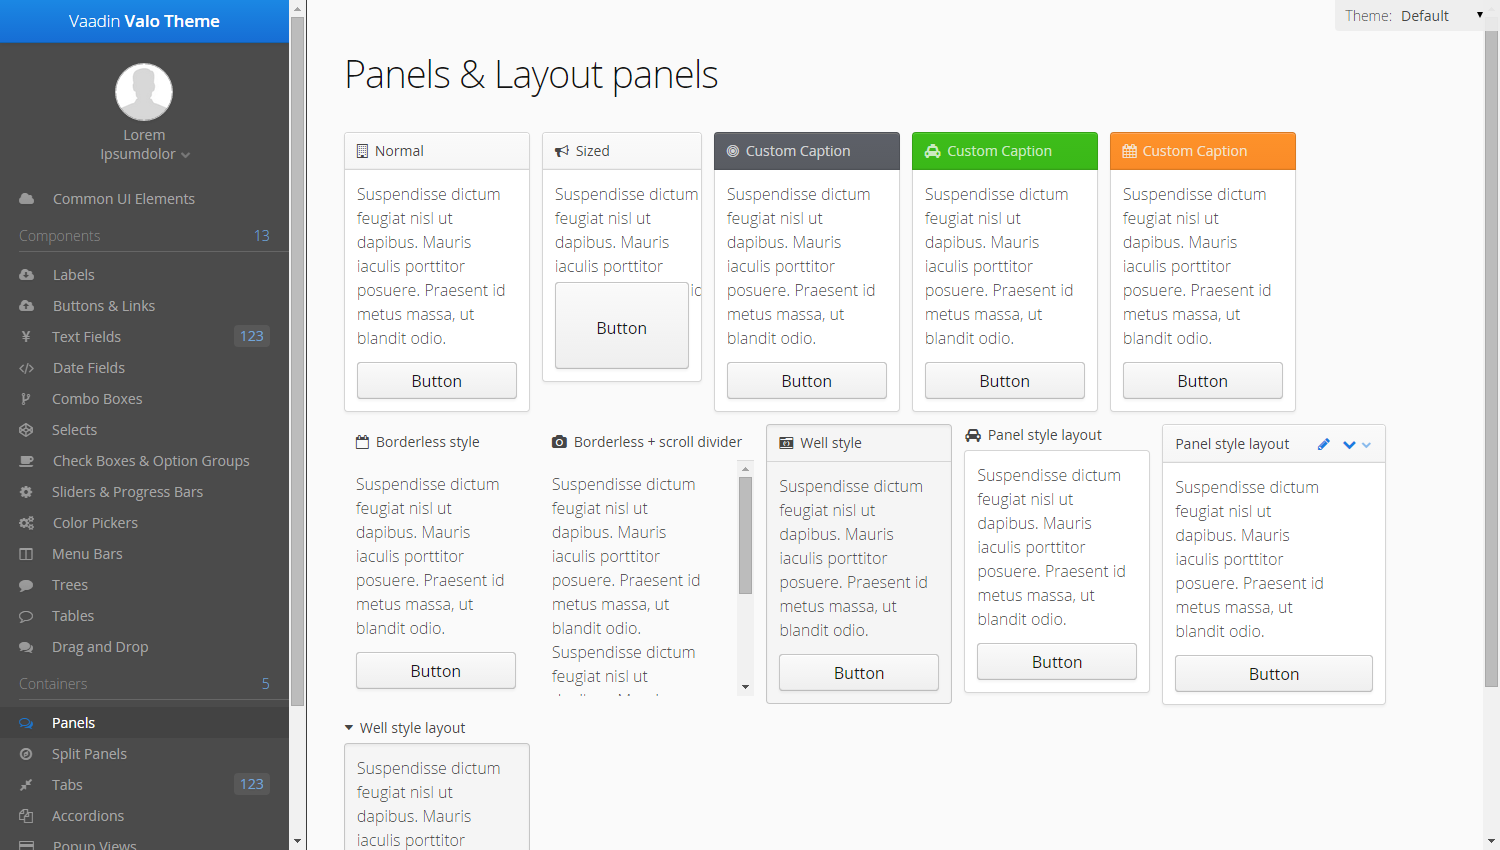 Vaadin Valo Theme
Lorem
Ipsumdolor
Common UI Elements
Components 13
Labels
Buttons & Links
Text Fields 123
Date Fields
Combo Boxes
Selects
Check Boxes & Option Groups
Sliders & Progress Bars
Color Pickers
Menu Bars
Trees
Tables
Drag and Drop
Containers 5
Panels
Split Panels
Tabs 123
Accordions
Popup Views
Theme: Default
Panels & Layout panels
Normal
Suspendisse dictum
feugiat nisl ut
dapibus. Mauris
iaculis porttitor
posuere. Praesent id
metus massa, ut
blandit odio.
Button
Sized
Suspendisse dictum
feugiat nisl ut
dapibus. Mauris
iaculis porttitor
id
Button
Custom Caption
Suspendisse dictum
feugiat nisl ut
dapibus. Mauris
iaculis porttitor
posuere. Praesent id
metus massa, ut
blandit odio.
Button
Custom Caption
Suspendisse dictum
feugiat nisl ut
dapibus. Mauris
iaculis porttitor
posuere. Praesent id
metus massa, ut
blandit odio.
Button
Custom Caption
Suspendisse dictum
feugiat nisl ut
dapibus. Mauris
iaculis porttitor
posuere. Praesent id
metus massa, ut
blandit odio.
Button
Borderless style
Suspendisse dictum
feugiat nisl ut
dapibus. Mauris
iaculis porttitor
posuere. Praesent id
metus massa, ut
blandit odio.
Button
Borderless + scroll divider
Suspendisse dictum
feugiat nisl ut
dapibus. Mauris
iaculis porttitor
posuere. Praesent id
metus massa, ut
blandit odio.
Suspendisse dictum
feugiat nisl ut
Well style
Suspendisse dictum
feugiat nisl ut
dapibus. Mauris
iaculis porttitor
posuere. Praesent id
metus massa, ut
blandit odio.
Button
Panel style layout
Suspendisse dictum
feugiat nisl ut
dapibus. Mauris
iaculis porttitor
posuere. Praesent id
metus massa, ut
blandit odio.
Button
Panel style layout
Suspendisse dictum
feugiat nisl ut
dapibus. Mauris
iaculis porttitor
posuere. Praesent id
metus massa, ut
blandit odio.
Button
Well style layout
Suspendisse dictum
feugiat nisl ut
dapibus. Mauris
iaculis porttitor